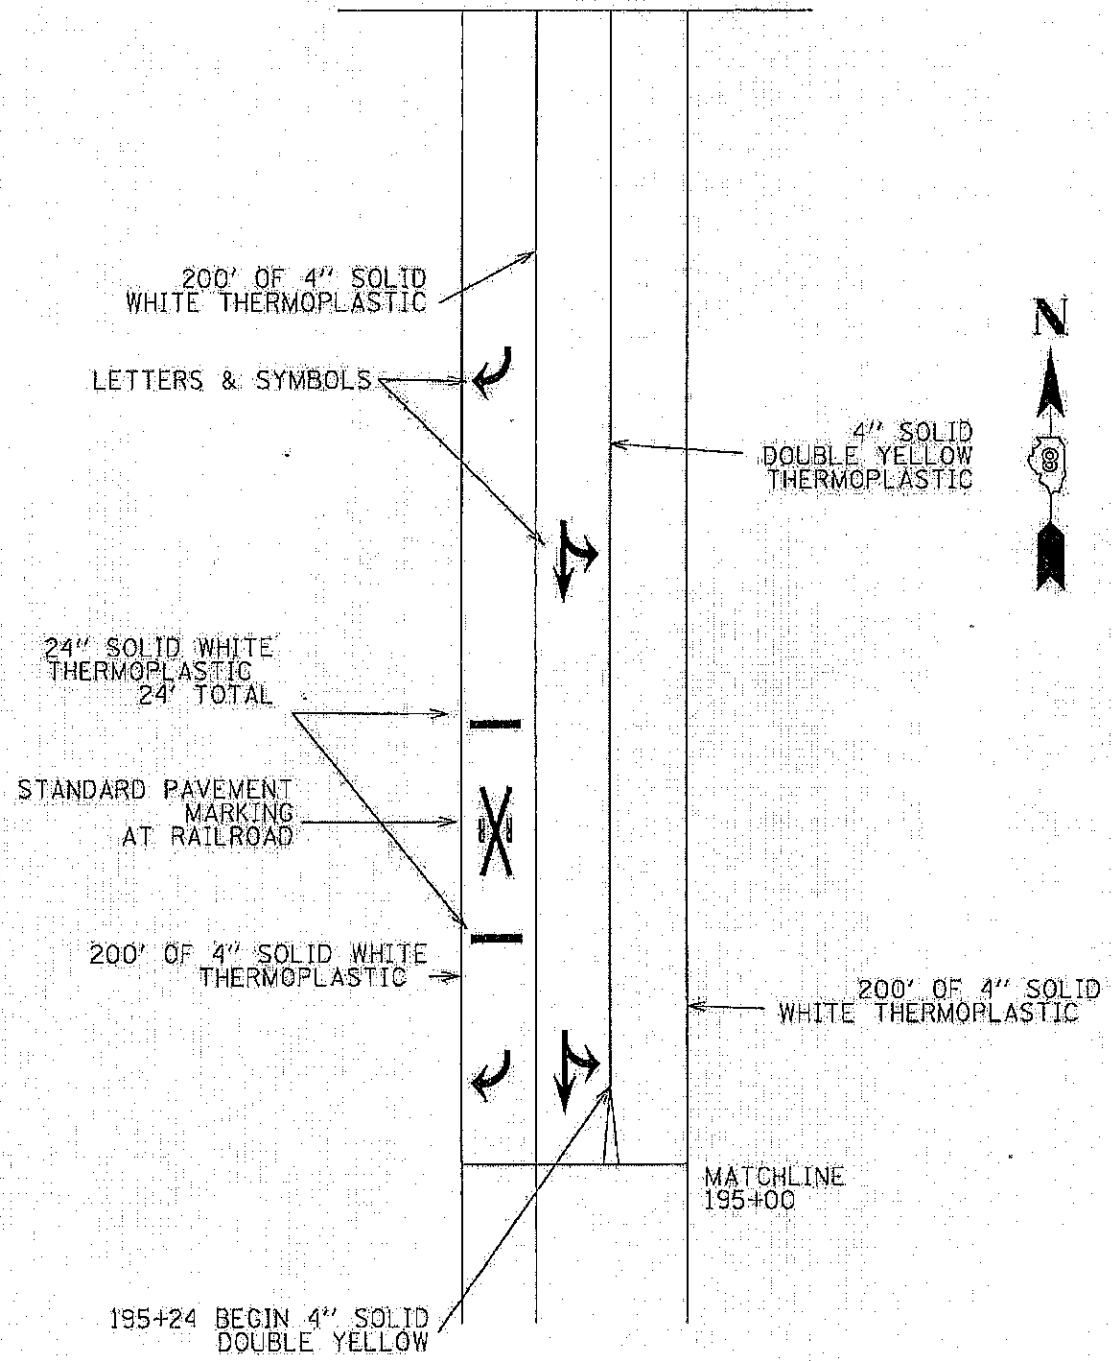 200' OF 4" SOLID
WHITE THERMOPLASTIC
LETTERS & SYMBOLS
N
4" SOLID
DOUBLE YELLOW
THERMOPLASTIC
8
24" SOLID WHITE
THERMOPLASTIC
24' TOTAL
STANDARD PAVEMENT
MARKING
AT RAILROAD
R R
200' OF 4" SOLID WHITE
THERMOPLASTIC
200' OF 4" SOLID
WHITE THERMOPLASTIC
MATCHLINE
195+00
195+24 BEGIN 4" SOLID
DOUBLE YELLOW